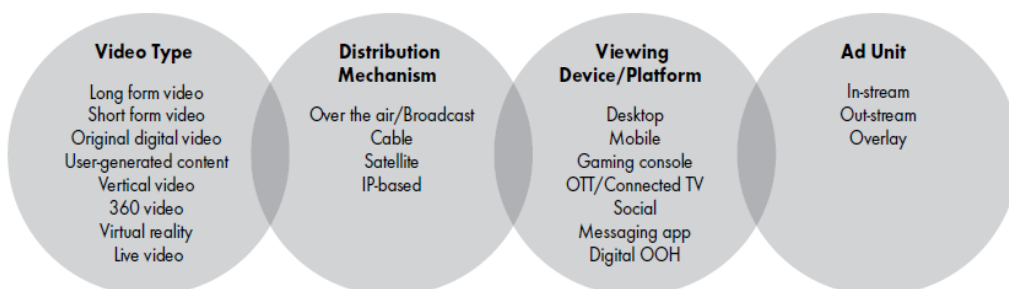 Video Type
Long form video
Short form video
Original digital video
User-generated content
Vertical video
360 video
Virtual reality
Live video
Distribution
Mechanism
Over the air/Broadcast
Cable
Satellite
IP-based
Viewing
Device/Platform
Desktop
Mobile
Gaming console
OTT/Connected TV
Social
Messaging app
Digital OOH
Ad Unit
In-stream
Out-stream
Overlay